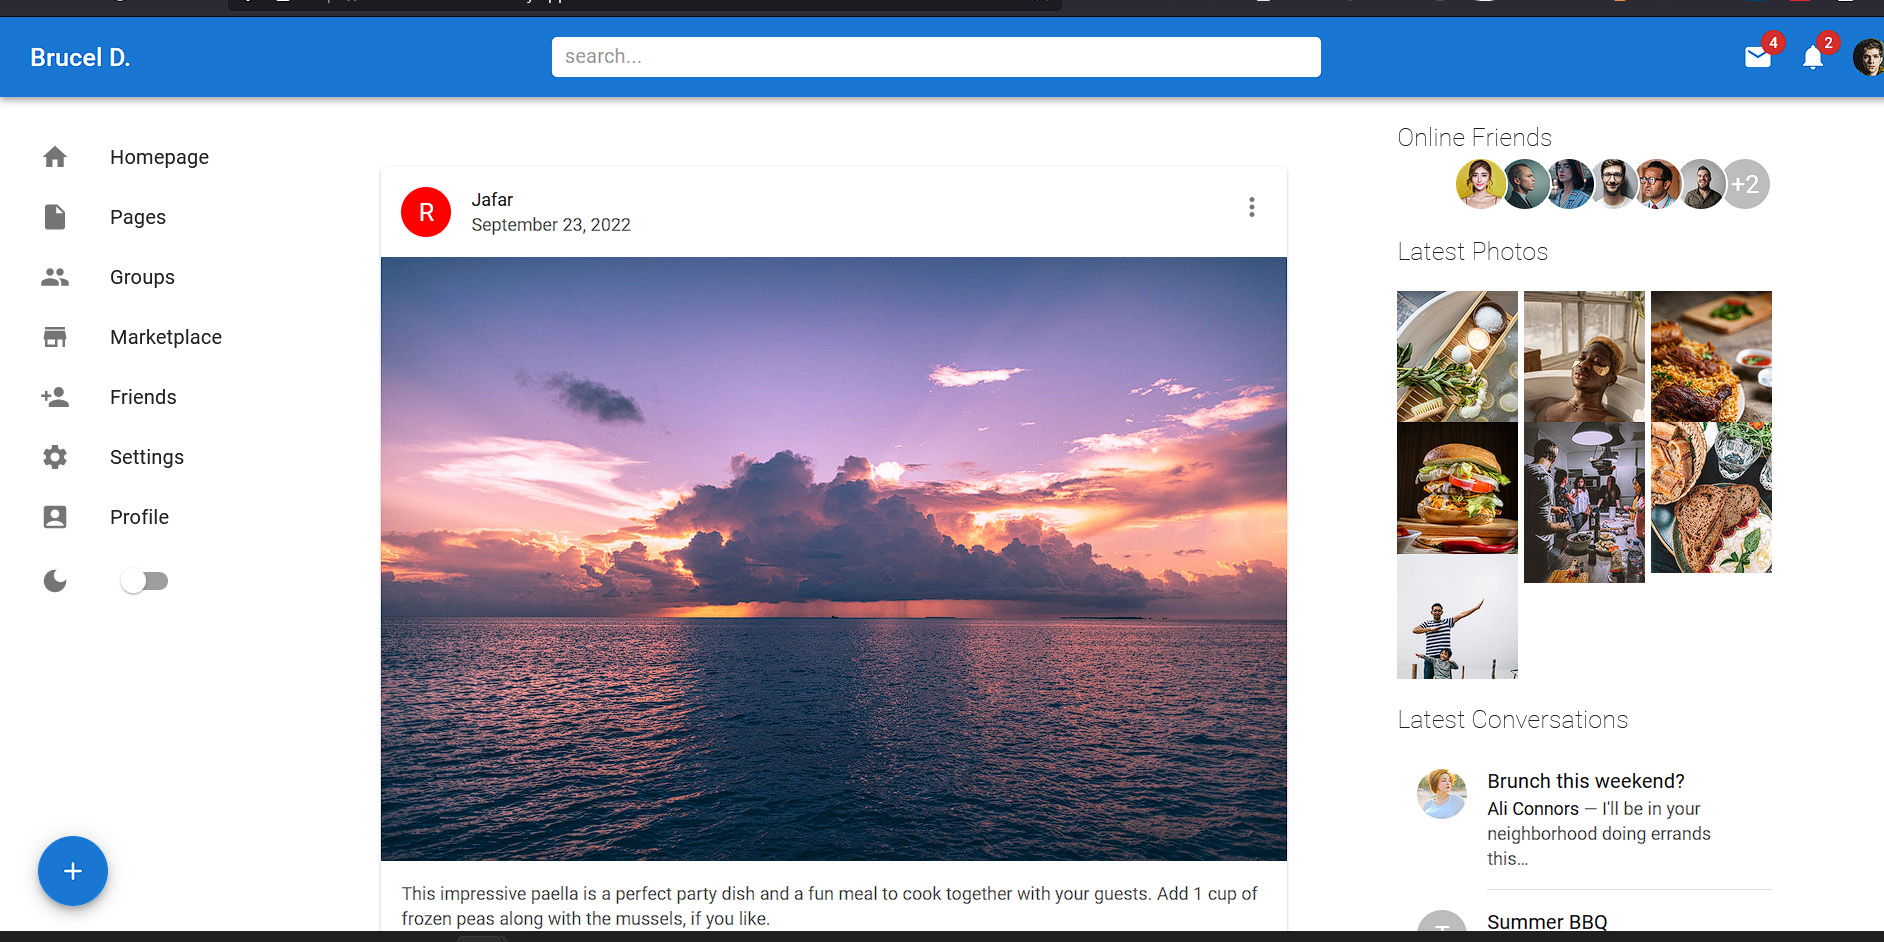 Brucel D.
search...
4
2
Homepage
Pages
Groups
Marketplace
Friends
Settings
Profile
R
Jafar
September 23, 2022
This impressive paella is a perfect party dish and a fun meal to cook together with your guests. Add 1 cup of
frozen peas along with the mussels, if you like.
Online Friends
+2
Latest Photos
Latest Conversations
Brunch this weekend?
Ali Connors — I'll be in your
neighborhood doing errands
this…
Summer BBQ